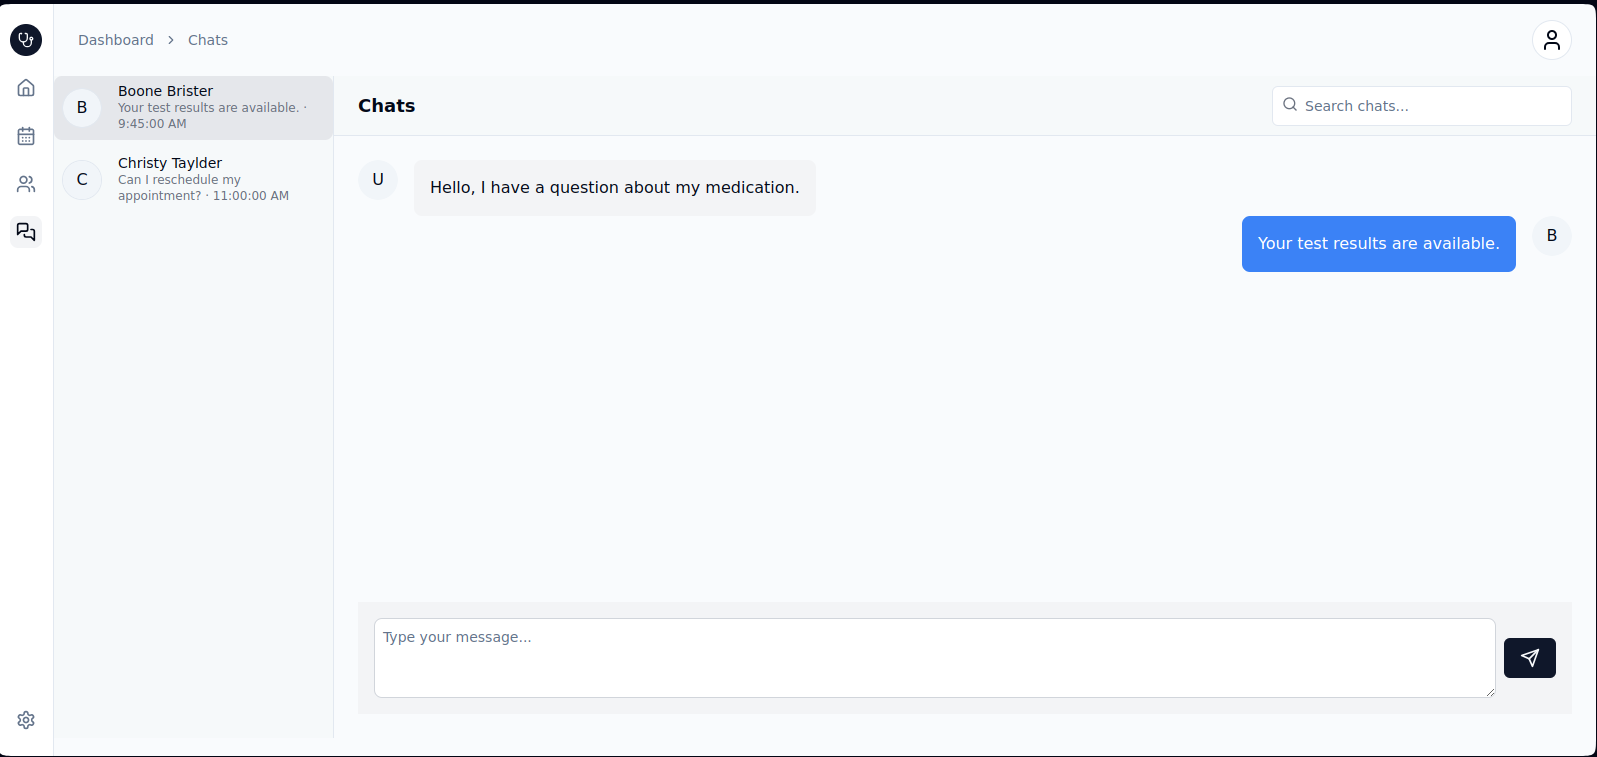 Dashboard > Chats
B
Boone Brister
Your test results are available. ·
9:45:00 AM
C
Christy Taylder
Can I reschedule my
appointment? · 11:00:00 AM
Chats
Search chats...
U
Hello, I have a question about my medication.
Your test results are available.
B
Type your message...